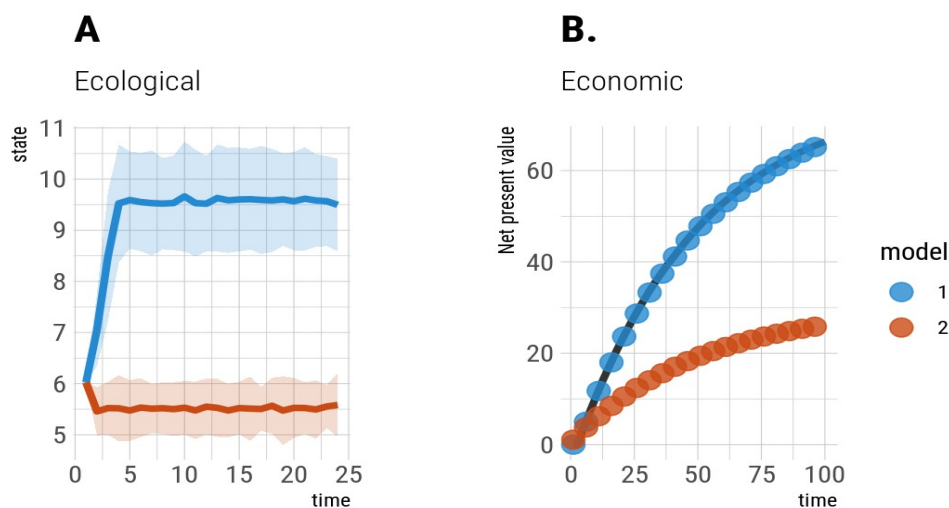 A
Ecological
state
11
10
9
8
7
6
5
0 5 10 15 20 25
time
B.
Economic
Net present value
60
40
20
0
0 25 50 75 100
time
model
1
2